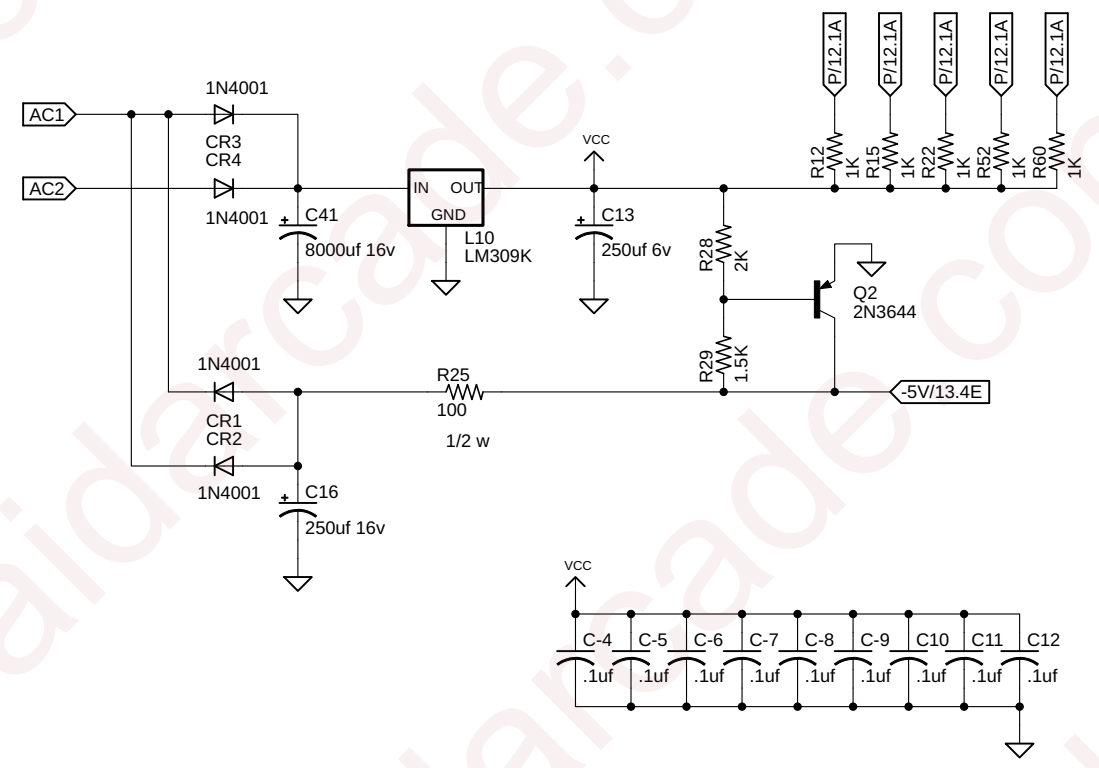 P/12.1A
P/12.1A
P/12.1A
P/12.1A
P/12.1A
1N4001
AC1
CR3
CR4
AC2
1N4001
VCC
R12
1K
R15
1K
R22
1K
R52
1K
R60
1K
IN OUT
GND
C41
8000uf 16v
L10
LM309K
+
C13
250uf 6v
+
R28
2K
Q2
2N3644
R29
1.5K
1N4001
CR1
CR2
1N4001
R25
100
1/2 w
-5V/13.4E
+
C16
250uf 16v
VCC
C-4
.1uf
C-5
.1uf
C-6
.1uf
C-7
.1uf
C-8
.1uf
C-9
.1uf
C10
.1uf
C11
.1uf
C12
.1uf
aidarcade.co
aidarcade.co